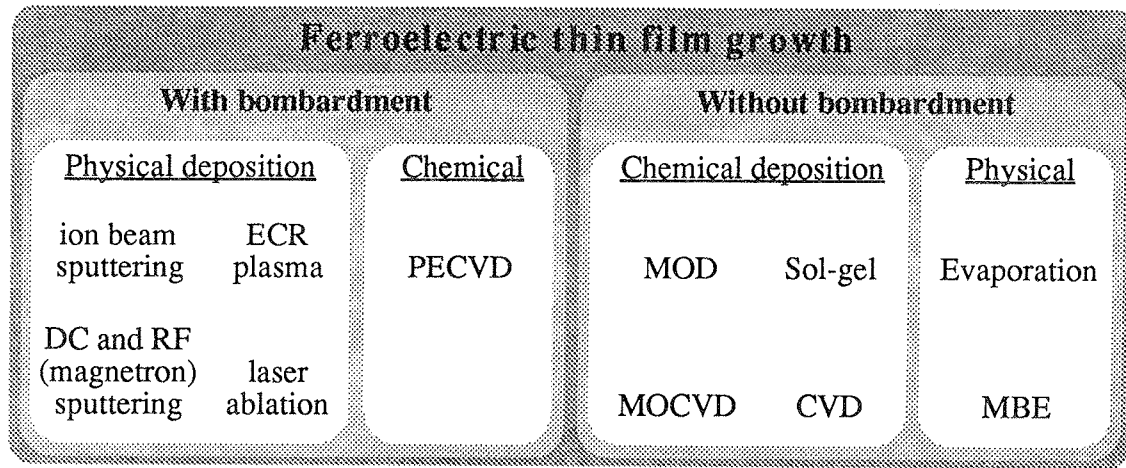 Ferroelectric thin film growth
With bombardment
Physical deposition
ion beam
sputtering
ECR
plasma
DC and RF
(magnetron)
sputtering
laser
ablation
Chemical
PECVD
Without bombardment
Chemical deposition
MOD
Sol-gel
MOCVD
CVD
Physical
Evaporation
MBE